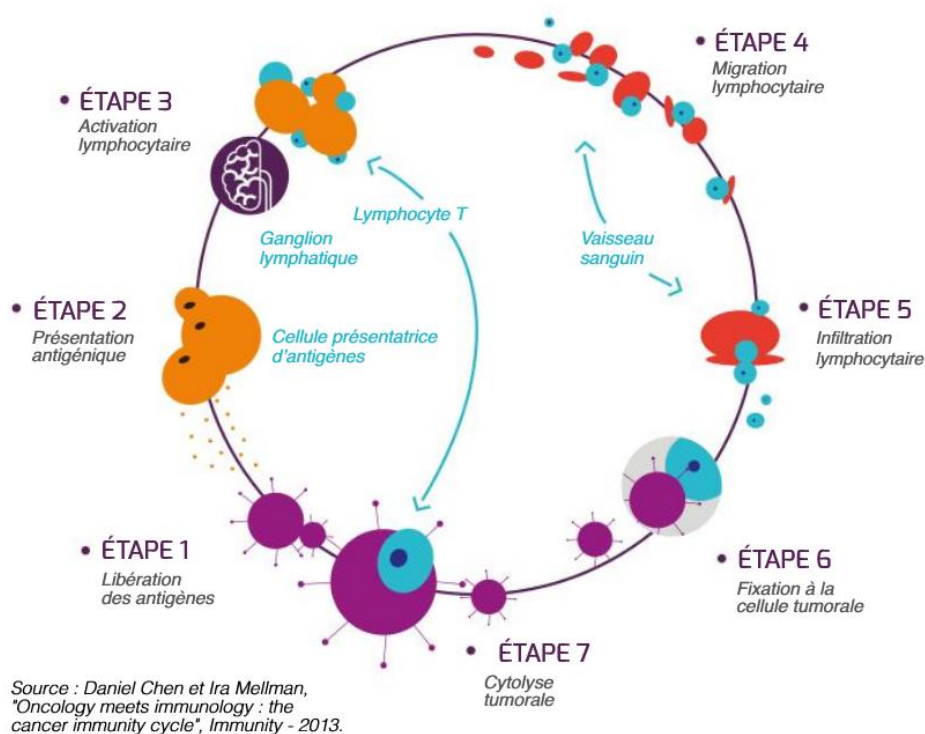 • ÉTAPE 4
Migration
lymphocytaire
• ÉTAPE 3
Activation
lymphocytaire
Lymphocyte T
Ganglion
lymphatique
Vaisseau
sanguin
• ÉTAPE 2
Présentation
antigénique
Cellule présentatrice
d'antigènes
• ÉTAPE 5
Infiltration
lymphocytaire
• ÉTAPE 1
Libération
des antigènes
• ÉTAPE 6
Fixation à la
cellule tumorale
• ÉTAPE 7
Cytolyse
tumorale
Source : Daniel Chen et Ira Mellman,
"Oncology meets immunology : the
cancer immunity cycle", Immunity - 2013.